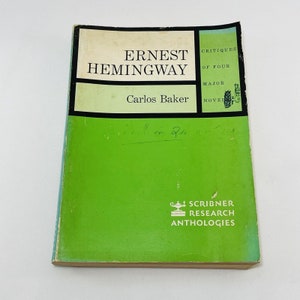 ERNEST
HEMINGWAY
Carlos Baker
CRITIQUES
OF FOUR
MAJOR
NOVELS
SCRIBNER
RESEARCH
ANTHOLOGIES